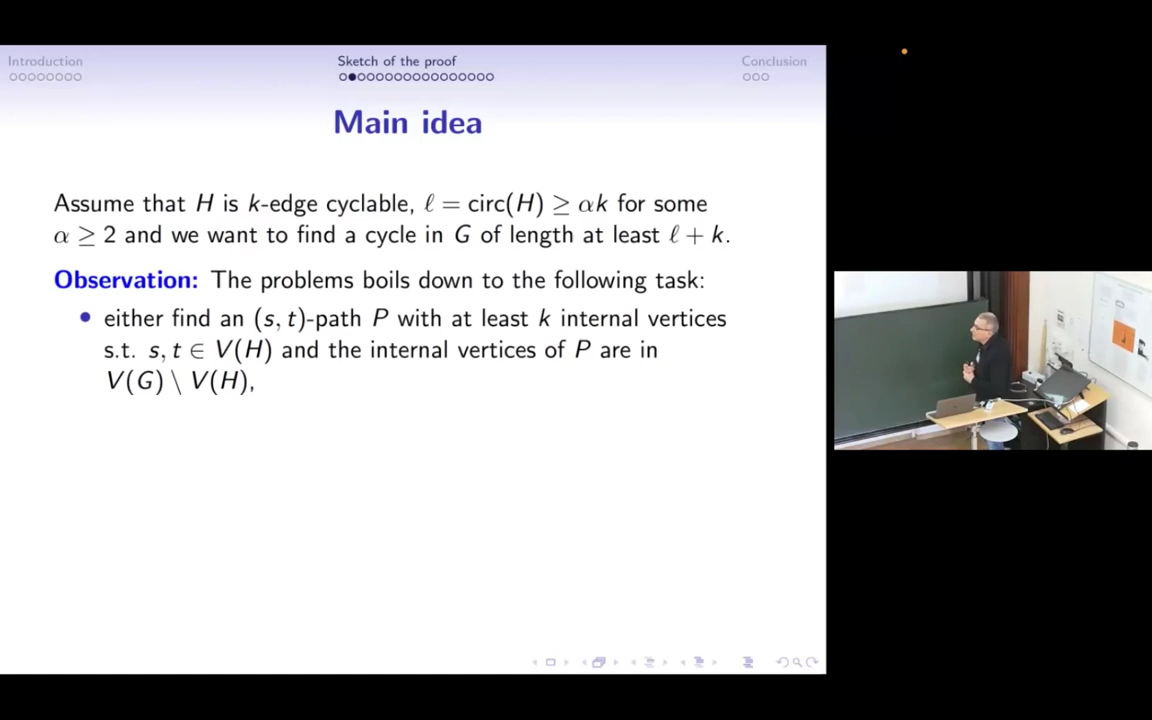 Introduction
Sketch of the proof
Conclusion
Main idea
Assume that H is k-edge cyclable, ℓ = circ(H) ≥ αk for some
α ≥ 2 and we want to find a cycle in G of length at least ℓ + k.
Observation: The problems boils down to the following task:
• either find an (s, t)-path P with at least k internal vertices
s.t. s, t ∈ V(H) and the internal vertices of P are in
V(G) \ V(H),